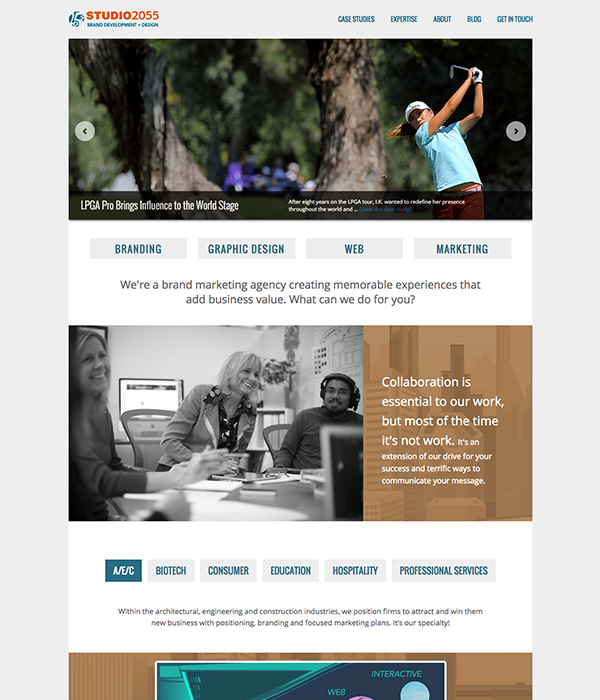 STUDIO2055
BRAND DEVELOPMENT + DESIGN
CASE STUDIES EXPERTISE ABOUT BLOG GET IN TOUCH
LPGA Pro Brings Influence to the World Stage
After eight years on the LPGA tour, I.K. wanted to redefine her presence
throughout the world and ... (view the case study)
BRANDING GRAPHIC DESIGN WEB MARKETING
We're a brand marketing agency creating memorable experiences that
add business value. What can we do for you?
Collaboration is
essential to our work,
but most of the time
it's not work. It's an
extension of our drive for your
success and terrific ways to
communicate your message.
A/E/C BIOTECH CONSUMER EDUCATION HOSPITALITY PROFESSIONAL SERVICES
Within the architectural, engineering and construction industries, we position firms to attract and win them
new business with positioning, branding and focused marketing plans. It's our specialty!
INTERACTIVE
WEB